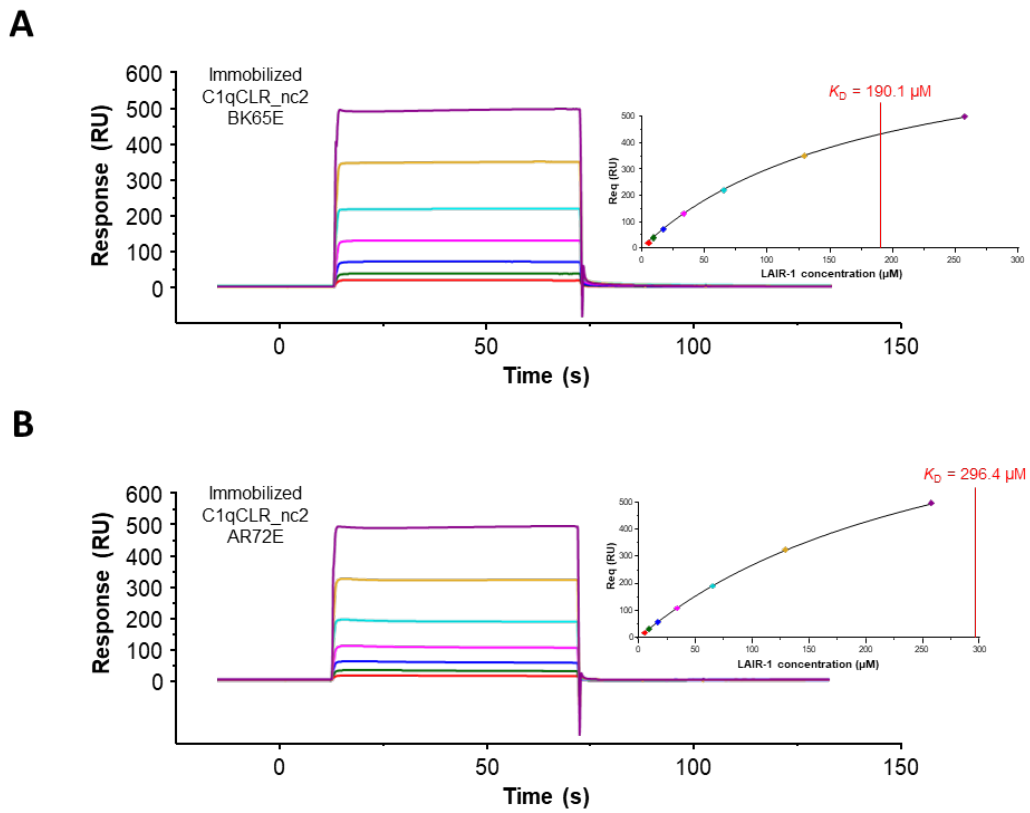 A
Immobilized
C1qCLR_nc2
BK65E
600
500
400
300
200
100
0
Response (RU)
0
50
100
150
Time (s)
KD = 190.1 µM
500
400
300
200
100
0
Req (RU)
0
50
100
150
200
250
300
LAIR-1 concentration (µM)
B
Immobilized
C1qCLR_nc2
AR72E
600
500
400
300
200
100
0
Response (RU)
0
50
100
150
Time (s)
KD = 296.4 µM
500
400
300
200
100
0
Req (RU)
0
50
100
150
200
250
300
LAIR-1 concentration (µM)